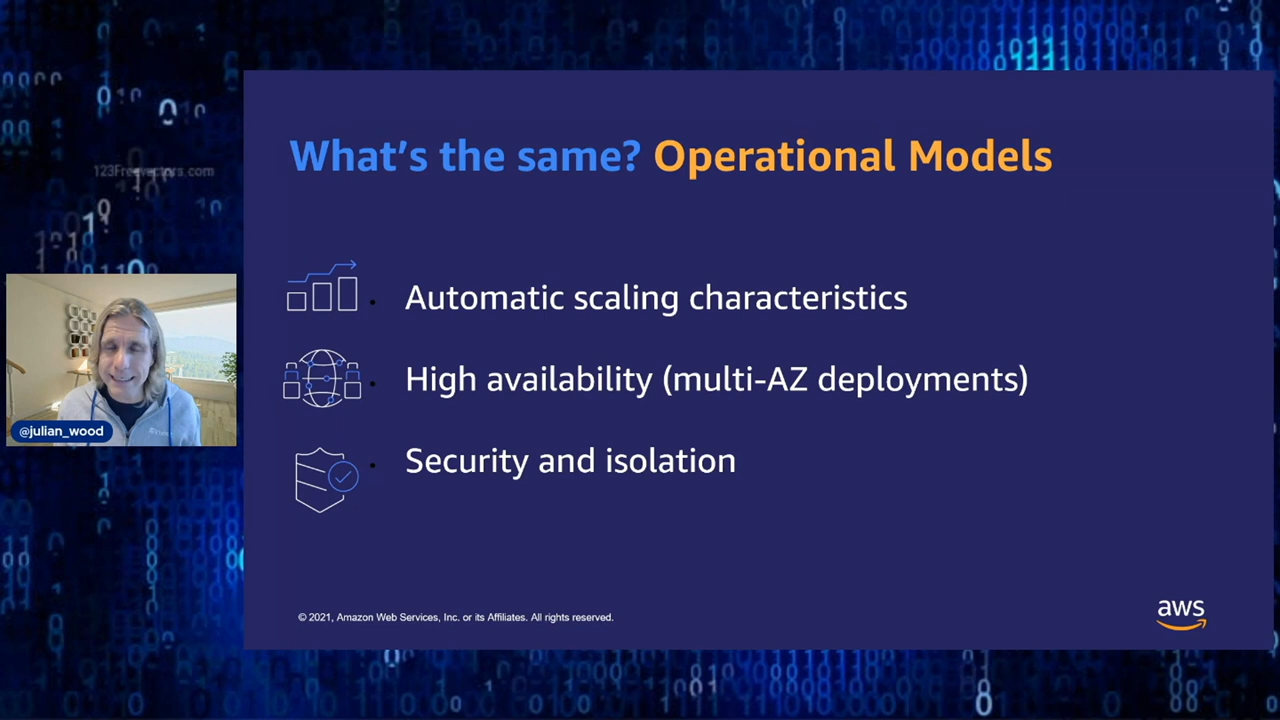 What's the same? Operational Models
123Freevectors.com
Automatic scaling characteristics
High availability (multi-AZ deployments)
Security and isolation
@julian_wood
© 2021, Amazon Web Services, Inc. or its Affiliates. All rights reserved.
aws